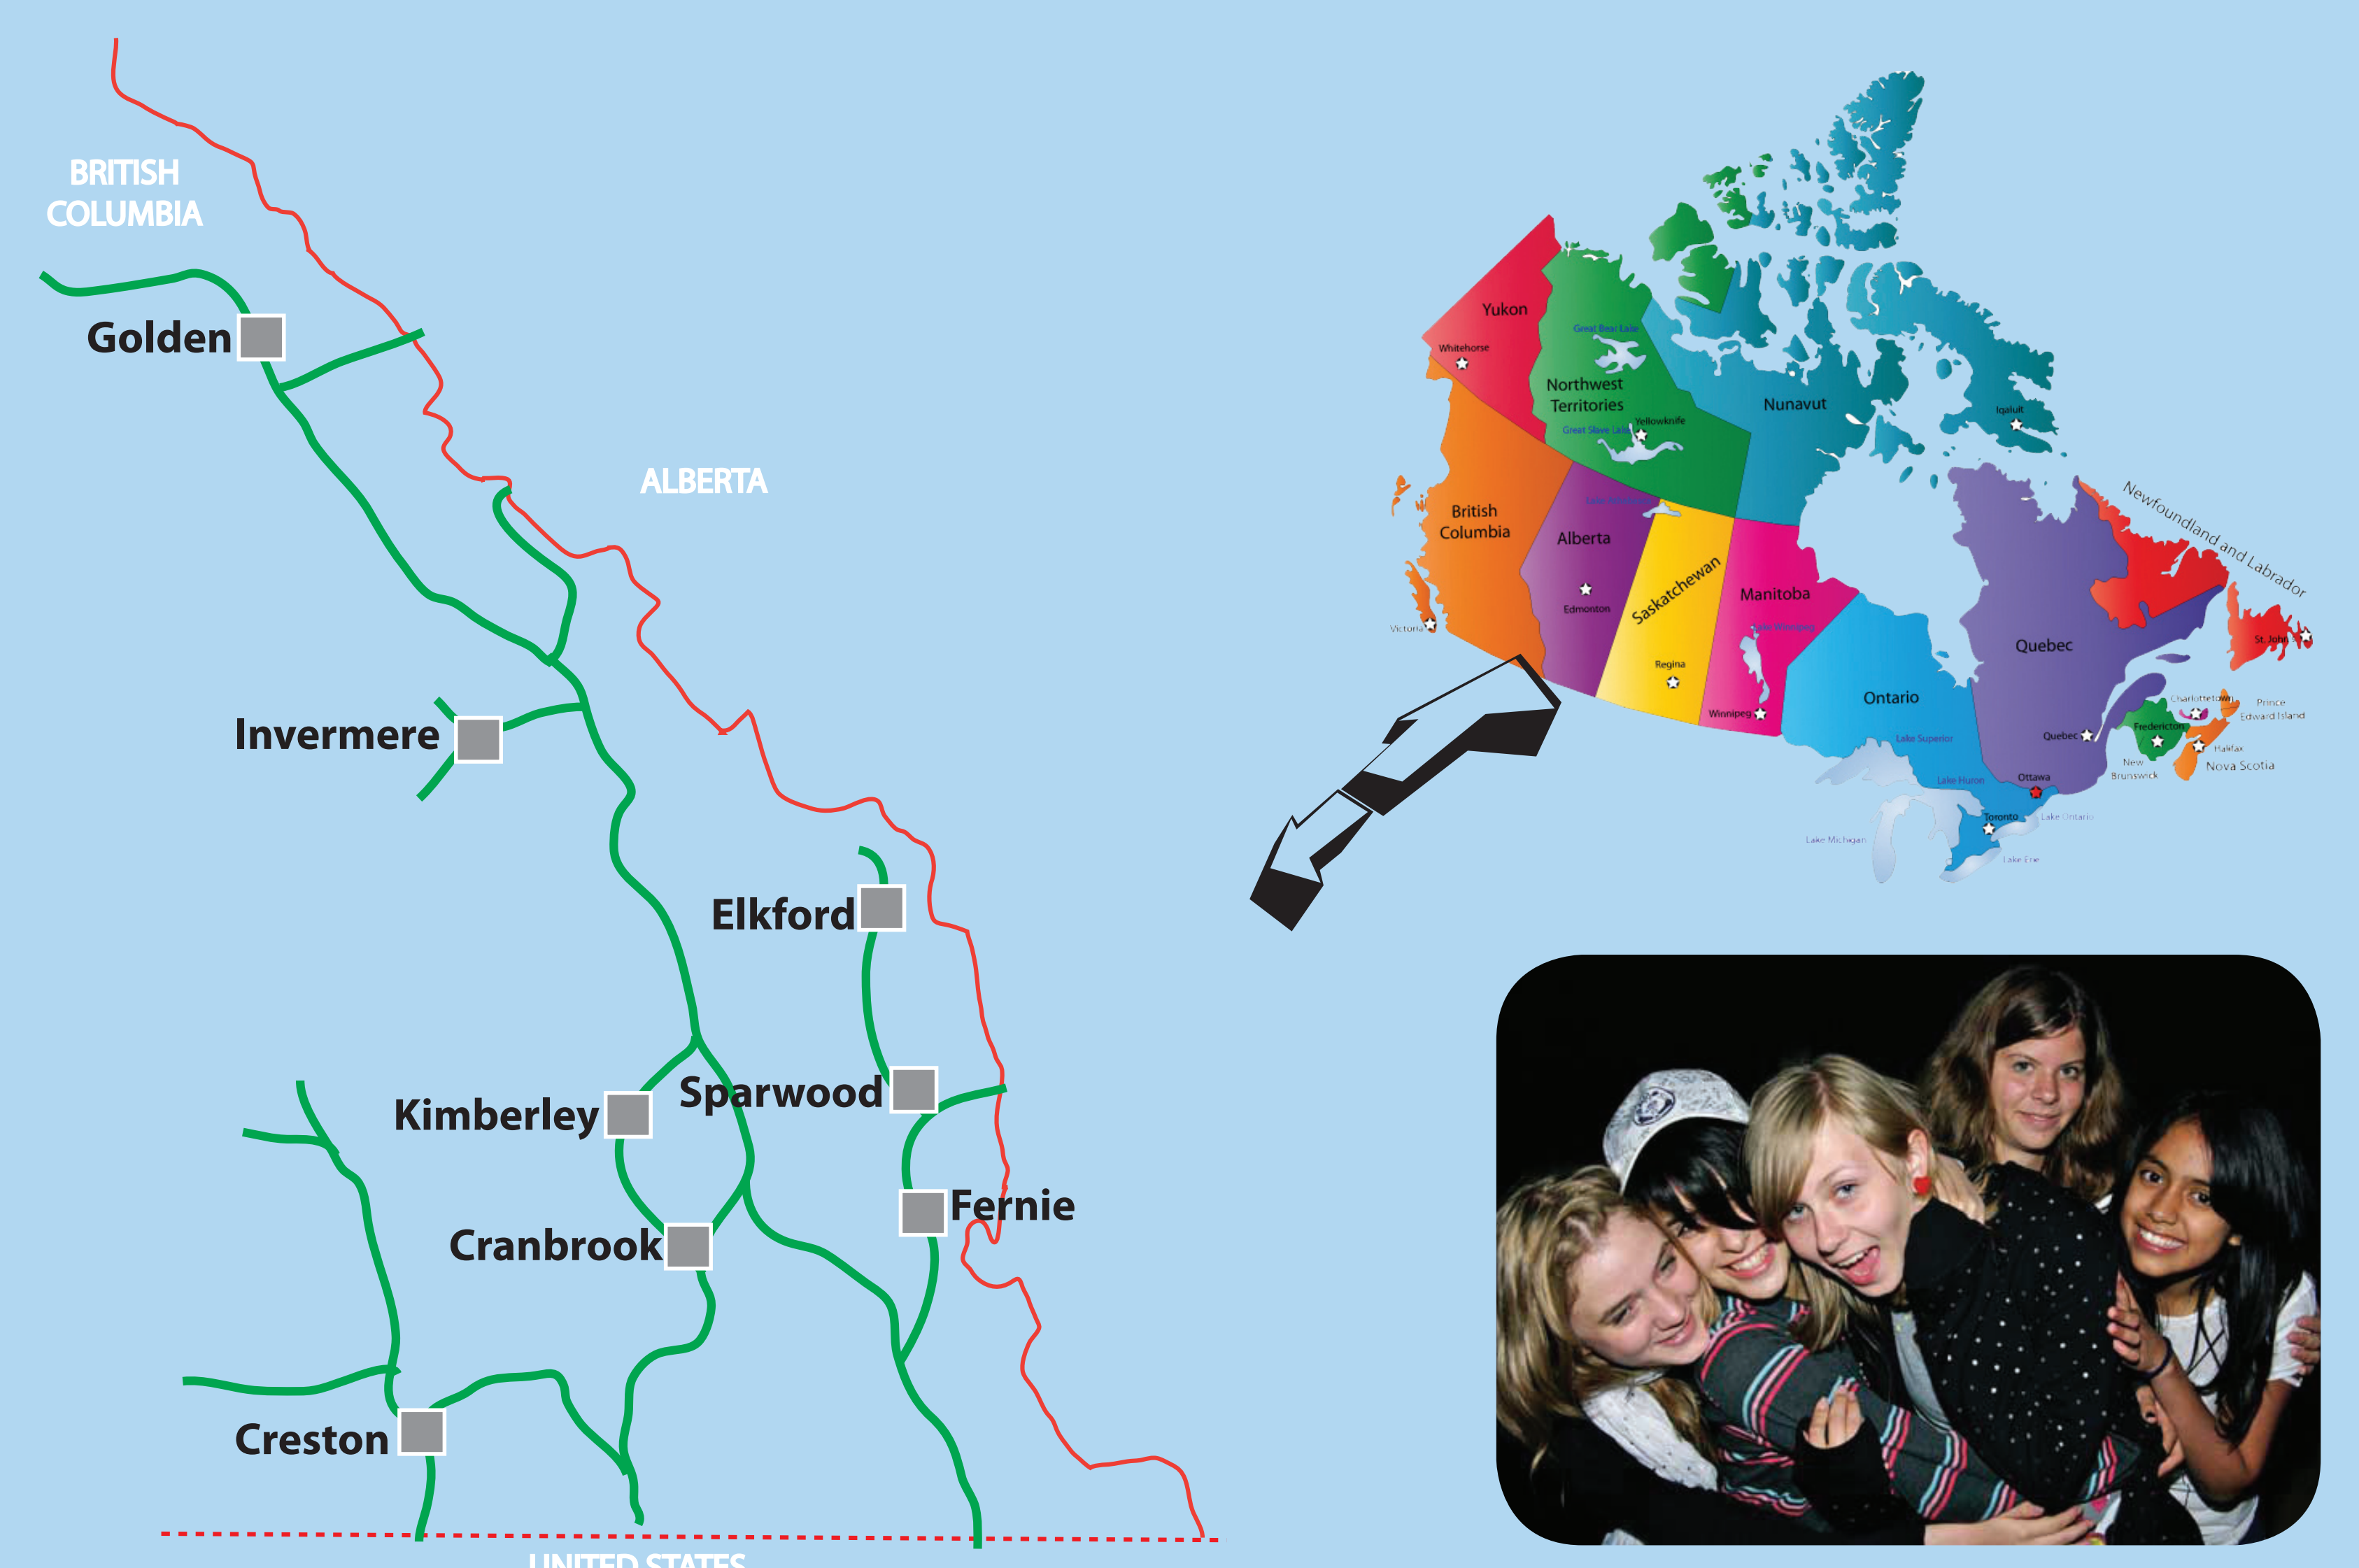 BRITISH
COLUMBIA
Golden
ALBERTA
Invermere
Elkford
Kimberley
Sparwood
Cranbrook
Fernie
Creston
UNITED STATES
Yukon
Whitehorse
Great Bear Lake
Northwest
Territories
Yellowknife
Great Slave Lake
Nunavut
Iqaluit
British
Columbia
Victoria
Alberta
Edmonton
Saskatchewan
Regina
Manitoba
Lake Winnipeg
Winnipeg
Ontario
Lake Superior
Lake Huron
Ottawa
Toronto
Lake Ontario
Lake Michigan
Lake Erie
Quebec
Quebec
Newfoundland and Labrador
St. John's
Charlottetown
Prince
Edward Island
Fredericton
Halifax
New
Brunswick
Nova Scotia